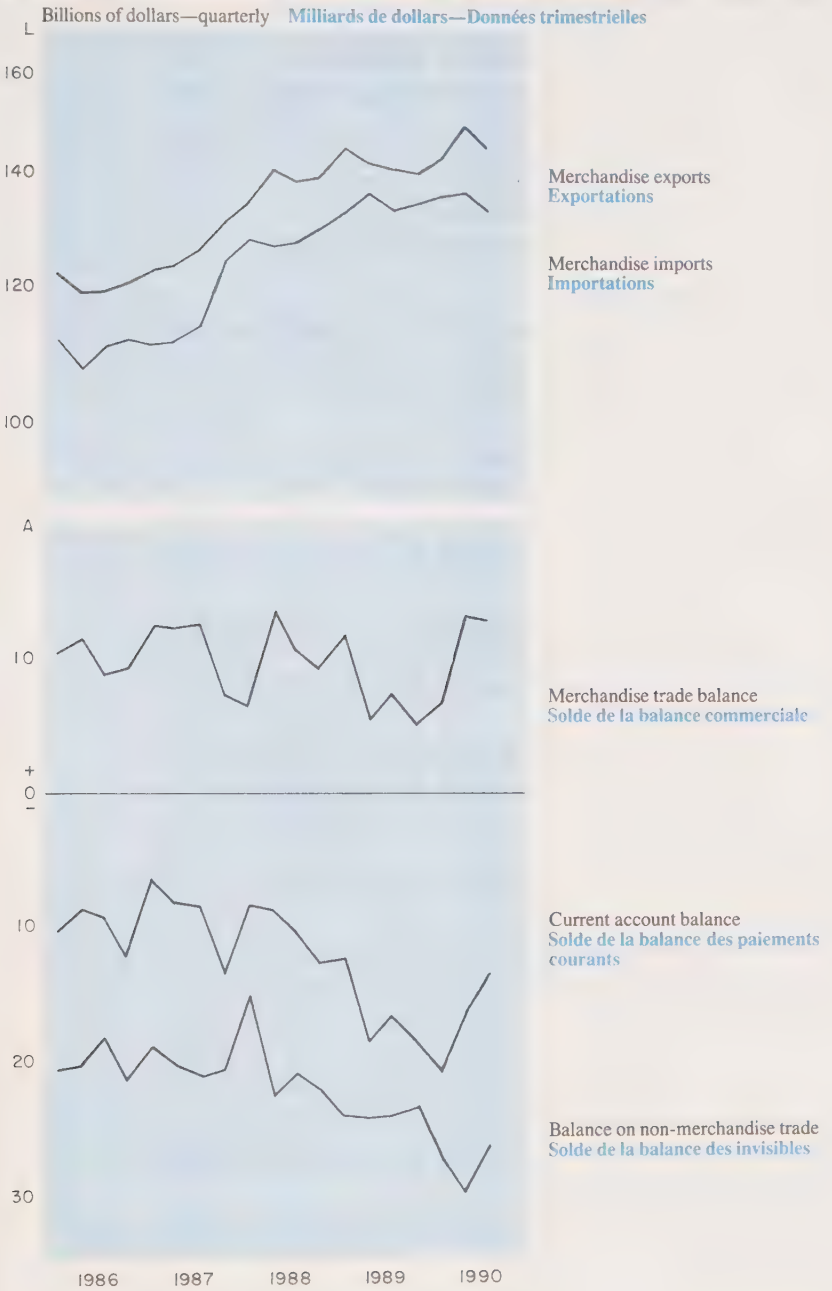 Billions of dollars—quarterly Milliards de dollars—Données trimestrielles
L
160
140
Merchandise exports
Exportations
Merchandise imports
Importations
120
100
A
10
Merchandise trade balance
Solde de la balance commerciale
+
0
–
10
Current account balance
Solde de la balance des paiements
courants
20
Balance on non-merchandise trade
Solde de la balance des invisibles
30
1986 1987 1988 1989 1990